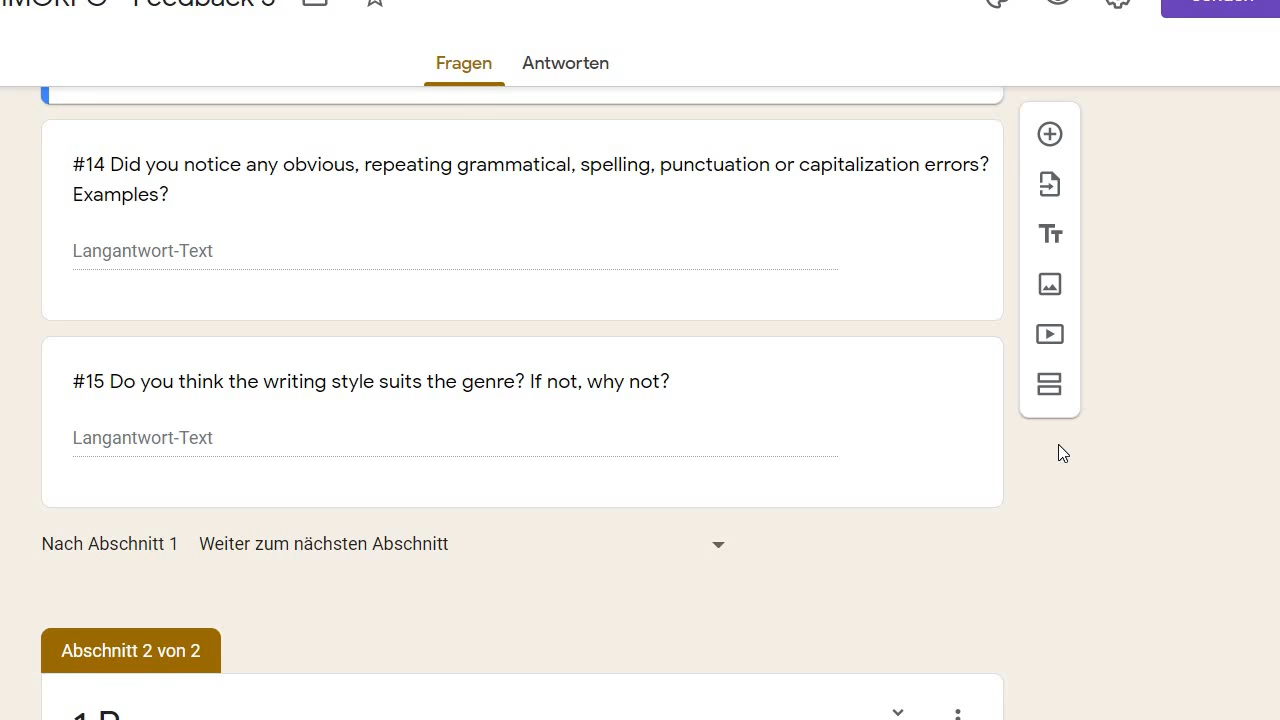 Feedback 3
Fragen
Antworten
#14 Did you notice any obvious, repeating grammatical, spelling, punctuation or capitalization errors?
Examples?
Langantwort-Text
#15 Do you think the writing style suits the genre? If not, why not?
Langantwort-Text
Nach Abschnitt 1 Weiter zum nächsten Abschnitt
Abschnitt 2 von 2